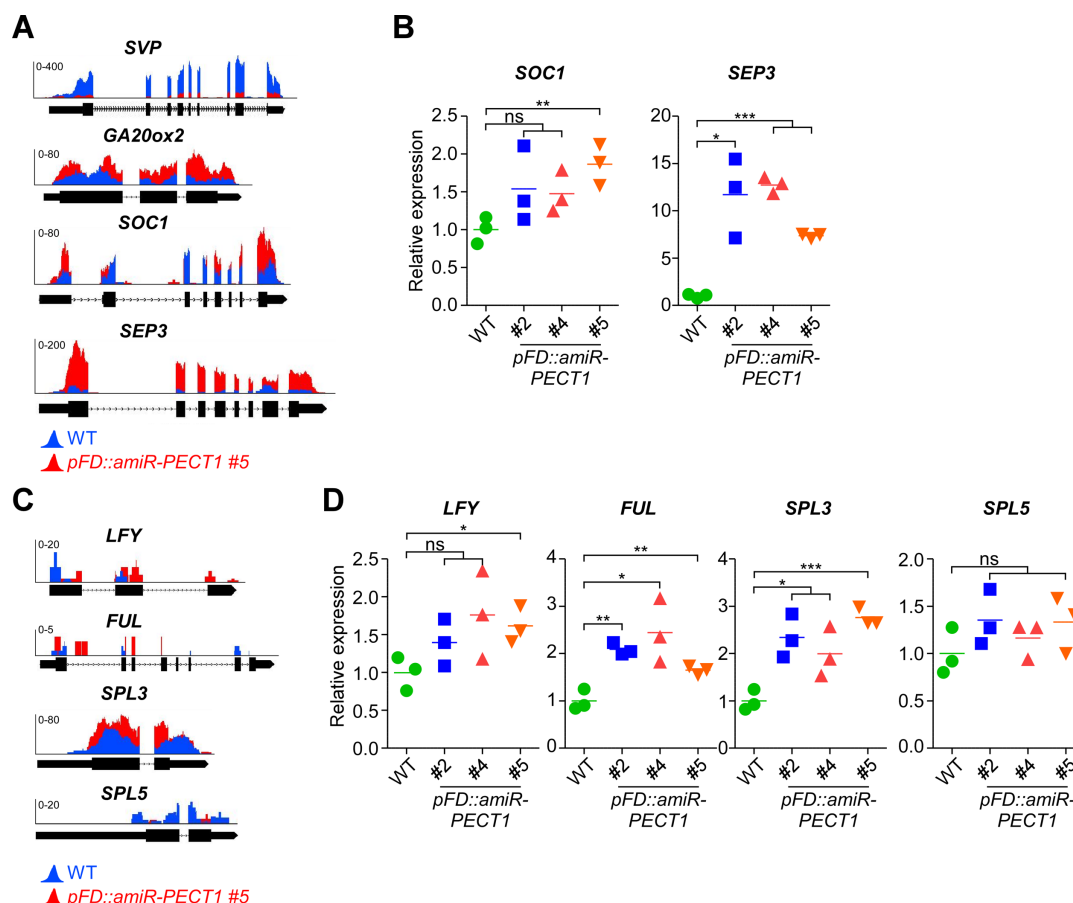 A
SVP
0-400
GA20ox2
0-80
SOC1
0-80
SEP3
0-200
WT
pFD::amiR-PECT1 #5
B
SOC1
SEP3
Relative expression
2.5
2.0
1.5
1.0
0.5
0.0
**
ns
WT
#2
#4
#5
pFD::amiR-
PECT1
20
15
10
5
0
***
*
WT
#2
#4
#5
pFD::amiR-
PECT1
C
LFY
0-20
FUL
0-5
SPL3
0-80
SPL5
0-20
WT
pFD::amiR-PECT1 #5
D
LFY
FUL
SPL3
SPL5
Relative expression
2.5
2.0
1.5
1.0
0.5
0.0
*
ns
WT
#2
#4
#5
pFD::amiR-
PECT1
4
3
2
1
0
**
*
**
WT
#2
#4
#5
pFD::amiR-
PECT1
4
3
2
1
0
***
*
WT
#2
#4
#5
pFD::amiR-
PECT1
2.0
1.5
1.0
0.5
0.0
ns
WT
#2
#4
#5
pFD::amiR-
PECT1